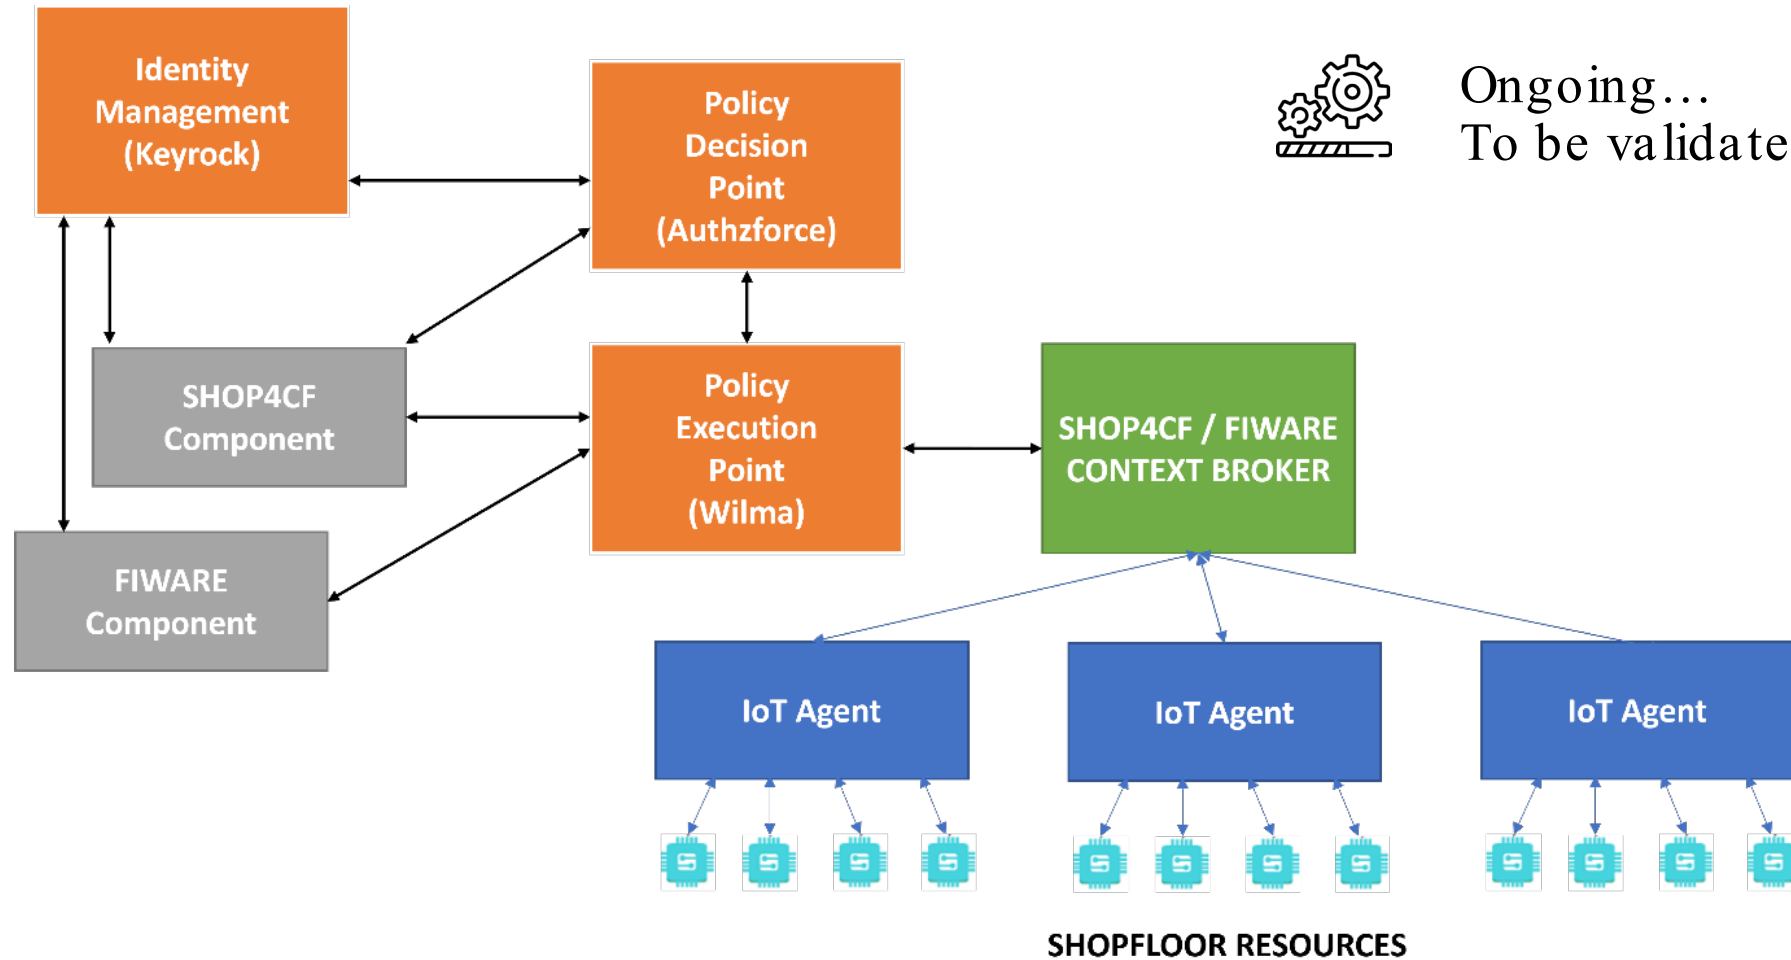 Identity
Management
(Keyrock)
Policy
Decision
Point
(Authzforce)
Ongoing...
To be validate
SHOP4CF
Component
Policy
Execution
Point
(Wilma)
SHOP4CF / FIWARE
CONTEXT BROKER
FIWARE
Component
IoT Agent
IoT Agent
IoT Agent
SHOPFLOOR RESOURCES